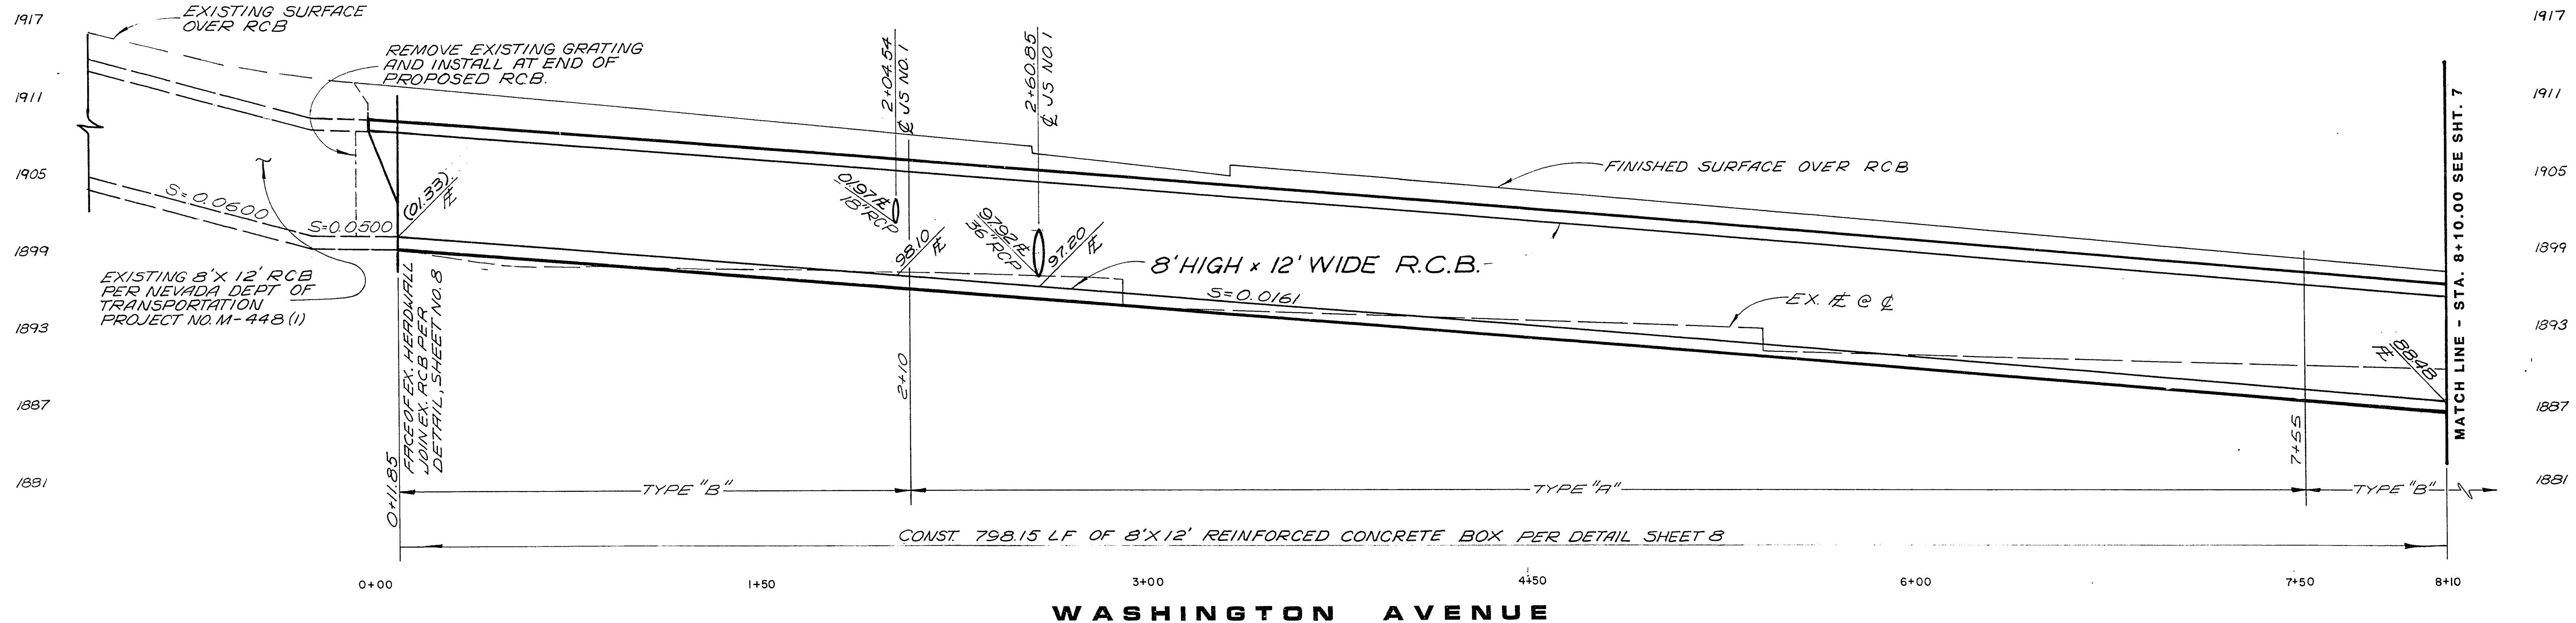 1917
1911
1905
1899
1893
1887
1881
EXISTING SURFACE
OVER RCB
REMOVE EXISTING GRATING
AND INSTALL AT END OF
PROPOSED RCB.
S=0.0600
S=0.0500
(01.33)
FL
EXISTING 8'X 12' RCB
PER NEVADA DEPT OF
TRANSPORTATION
PROJECT NO. M-448 (1)
0+11.85
FACE OF EX. HEADWALL
JOIN EX. RCB PER
DETAIL, SHEET NO. 8
2+04.54
℄ JS NO. 1
01.97 FL
18" RCP
98.10
FL
2+10
2+60.85
℄ JS NO. 1
97.92 FL
36" RCP
97.20
FL
8' HIGH x 12' WIDE R.C.B.
S=0.0161
FINISHED SURFACE OVER RCB
EX. FL @ ℄
7+55
88.48
FL
MATCH LINE - STA. 8+10.00 SEE SHT. 7
1917
1911
1905
1899
1893
1887
1881
TYPE "B"
TYPE "A"
TYPE "B"
CONST. 798.15 LF OF 8'X12' REINFORCED CONCRETE BOX PER DETAIL SHEET 8
0+00 1+50 3+00 4+50 6+00 7+50 8+10
WASHINGTON AVENUE